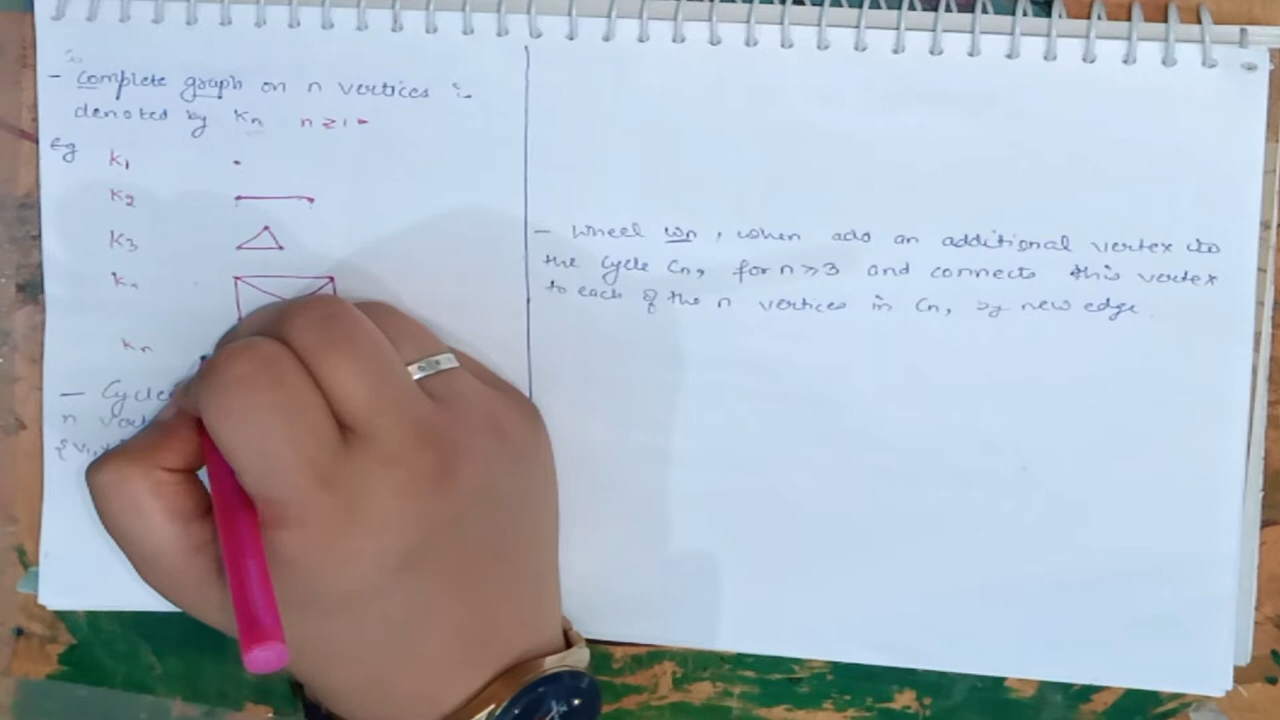 - Complete graph on n vertices :-
denoted by Kn n ≥ 1
Eg K1
K2
K3
K4
Kn
- Cycle
n
{V1,
- Wheel wn, when add an additional vertex to
the cycle Cn, for n ≥ 3 and connects this vertex
to each of the n vertices in Cn, by new edge